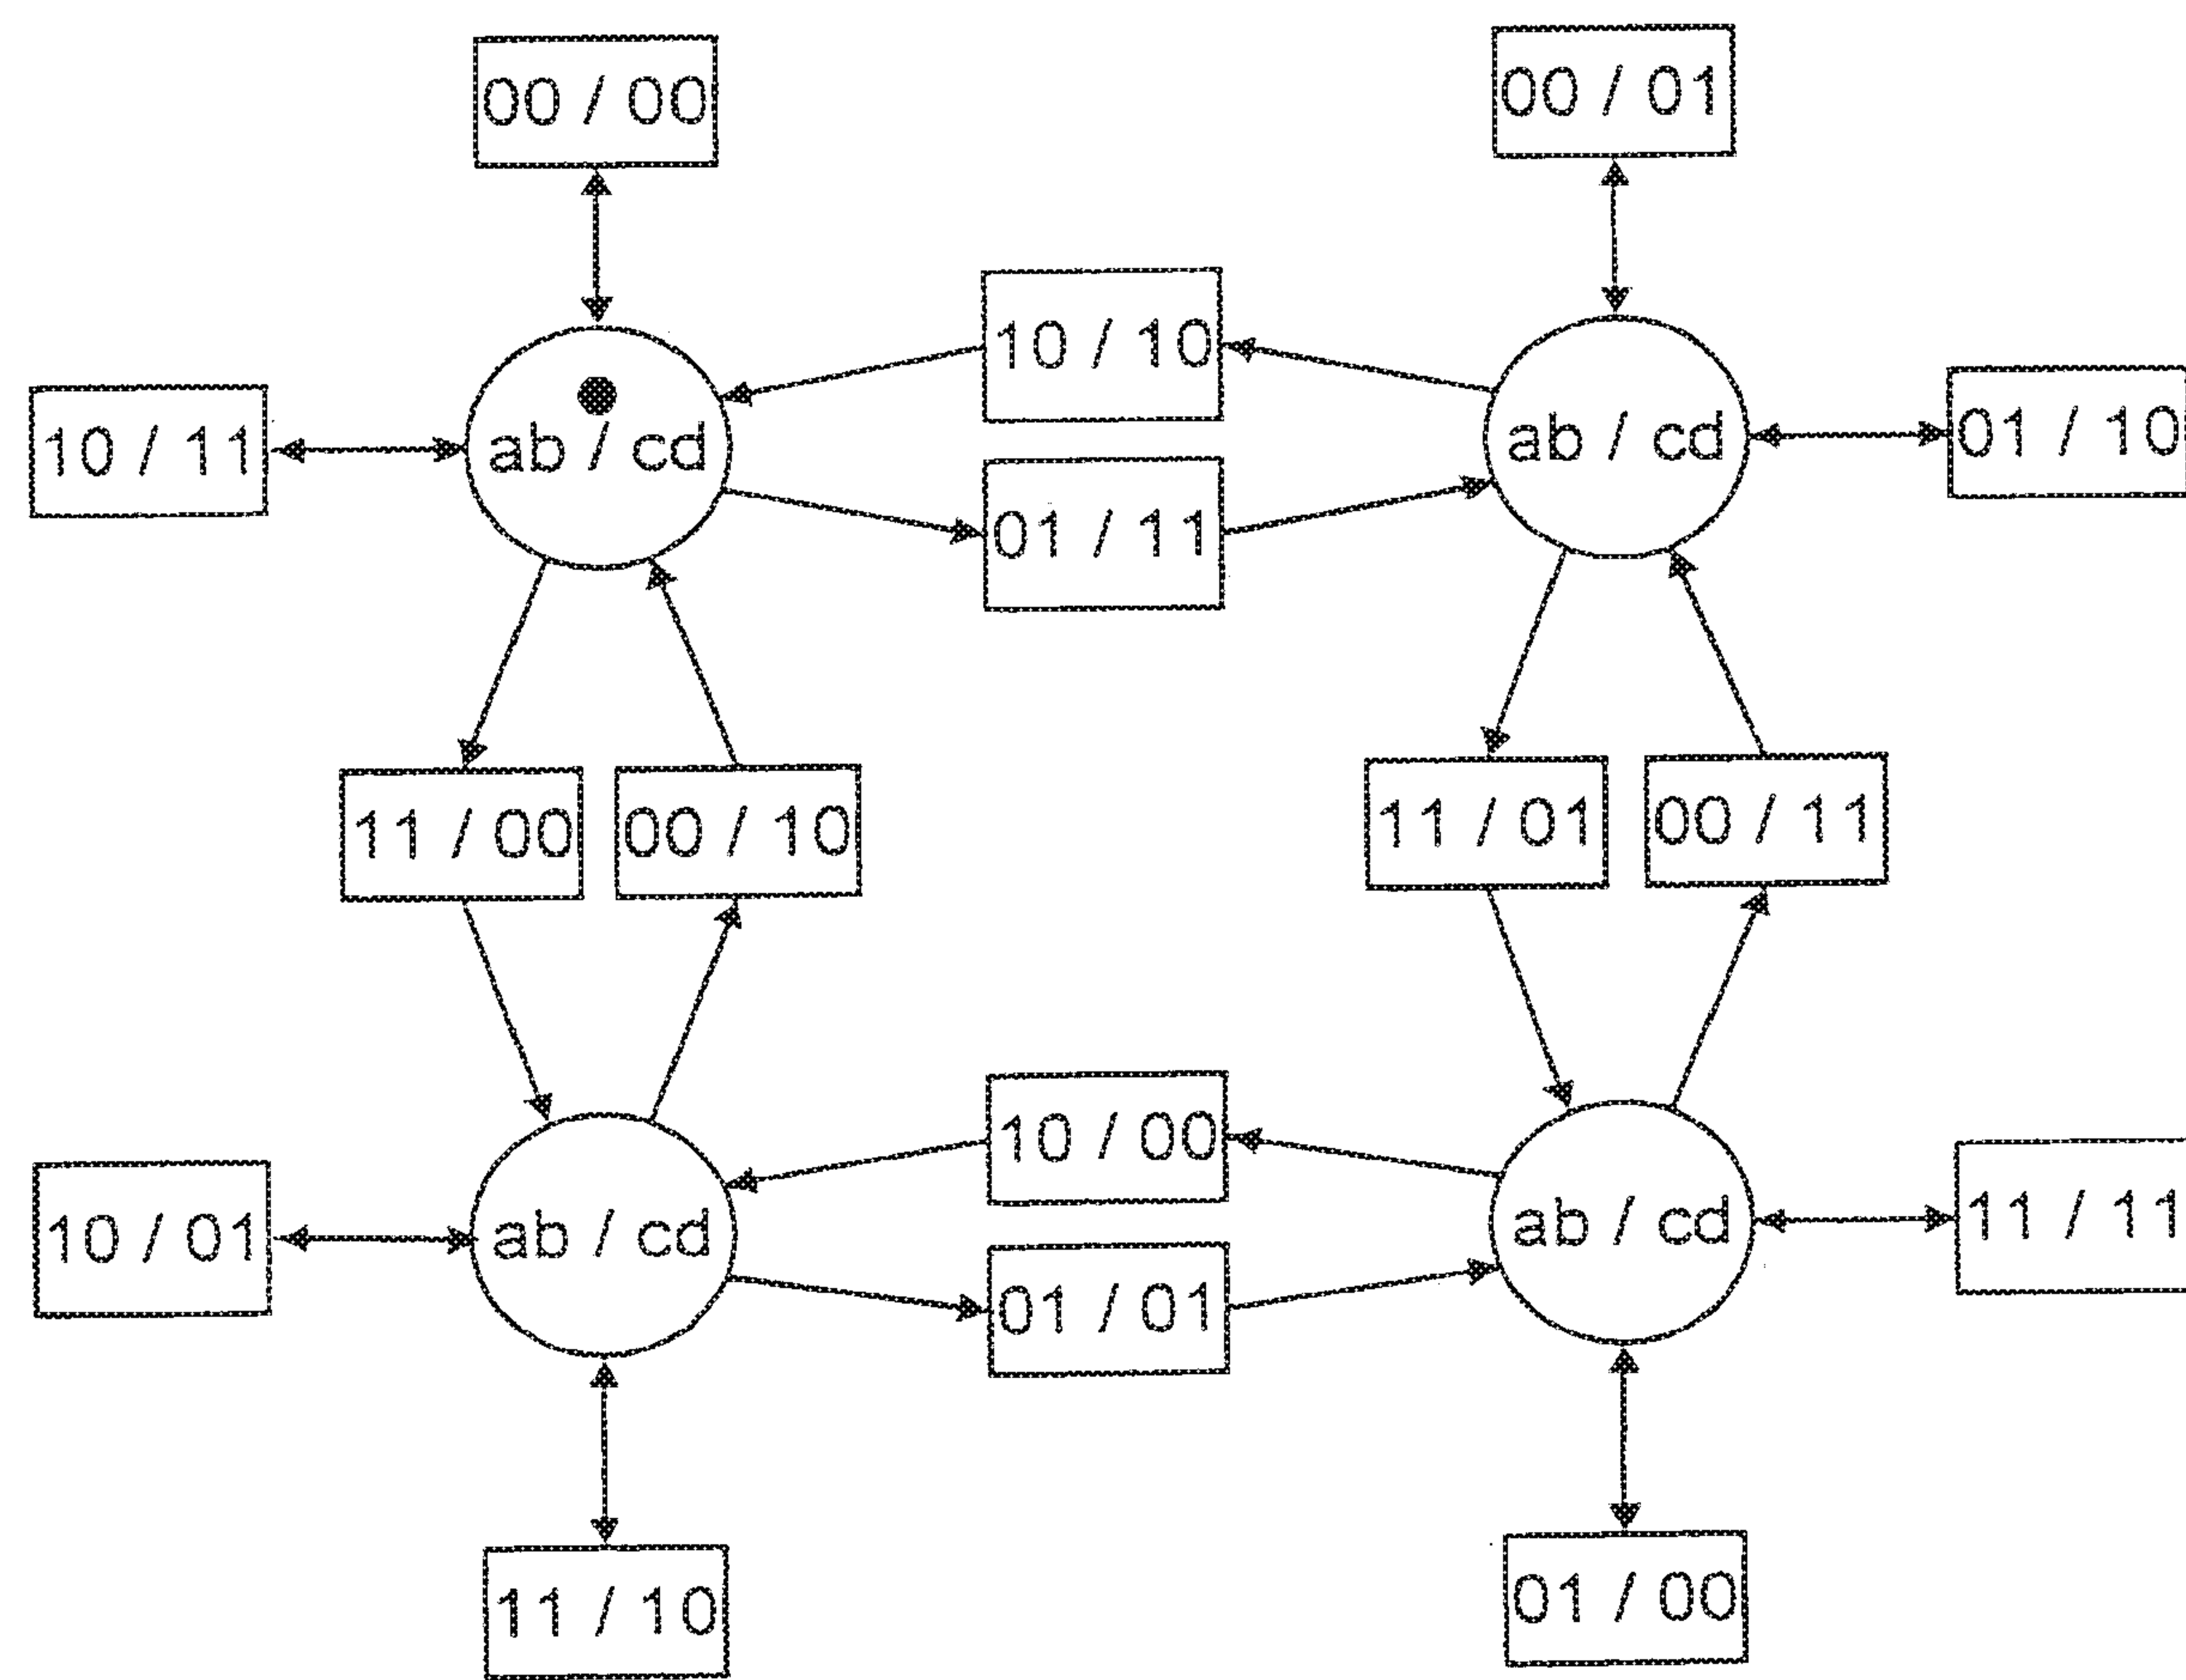 00 / 00
00 / 01
10 / 10
10 / 11
ab / cd
ab / cd
01 / 10
01 / 11
11 / 00
00 / 10
11 / 01
00 / 11
10 / 00
10 / 01
ab / cd
ab / cd
11 / 11
01 / 01
11 / 10
01 / 00